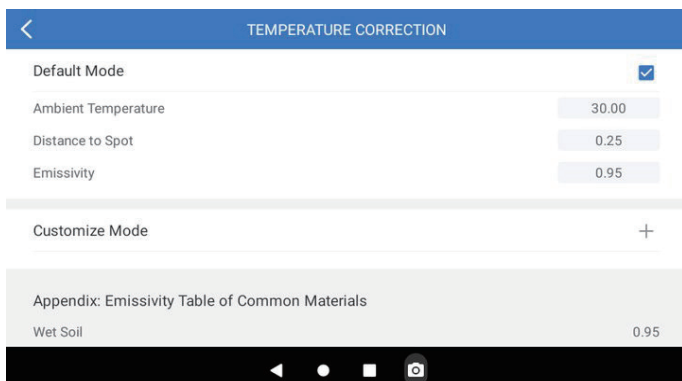 TEMPERATURE CORRECTION
Default Mode
Ambient Temperature 30.00
Distance to Spot 0.25
Emissivity 0.95
Customize Mode
Appendix: Emissivity Table of Common Materials
Wet Soil 0.95